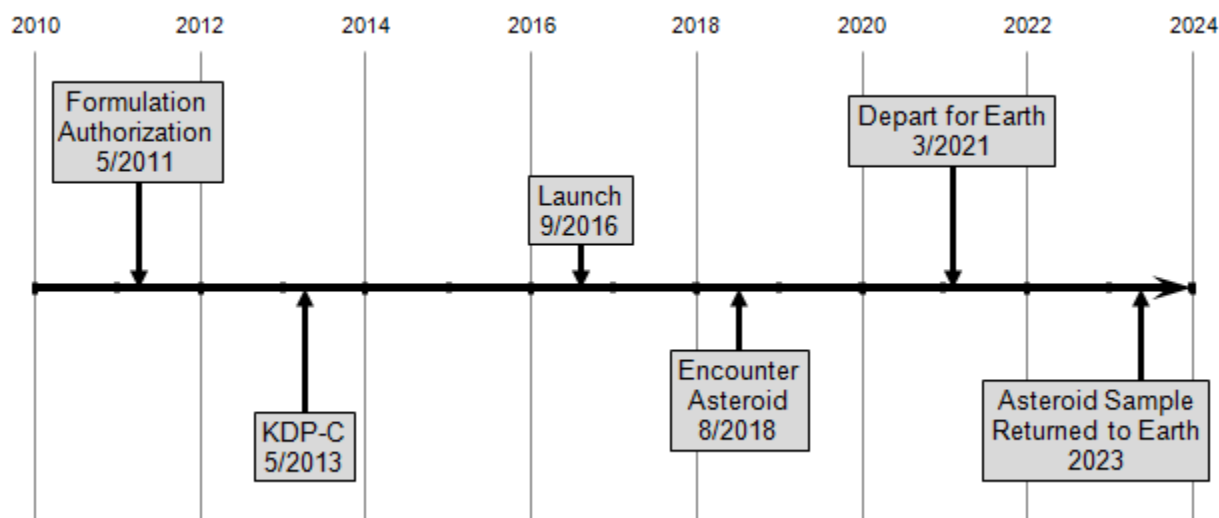 2010 2012 2014 2016 2018 2020 2022 2024
Formulation
Authorization
5/2011
Depart for Earth
3/2021
Launch
9/2016
Encounter
Asteroid
8/2018
KDP-C
5/2013
Asteroid Sample
Returned to Earth
2023